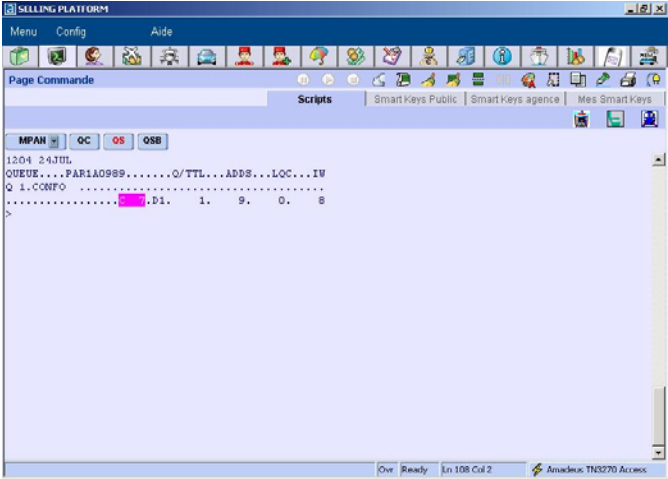 SELLING PLATFORM
Menu Config Aide
Page Commande
Scripts Smart Keys Public Smart Keys agence Mes Smart Keys
MPAN QC QS QSB
1204 24JUL
QUEUE....PAR1A0989.......Q/TTL...ADDS...LQC...IW
Q 1.CONFO ...................................
.................C 7.D1. 1. 9. 0. 8
>
Ovr Ready Ln 108 Col 2 Amadeus TN3270 Access